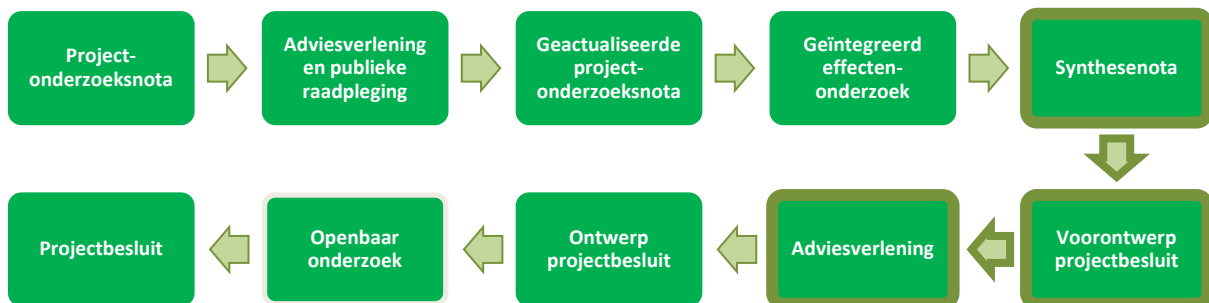 Project-
onderzoeksnota
Adviesverlening
en publieke
raadpleging
Geactualiseerde
project-
onderzoeksnota
Geïntegreerd
effecten-
onderzoek
Synthesenota
Projectbesluit
Openbaar
onderzoek
Ontwerp
projectbesluit
Adviesverlening
Voorontwerp
projectbesluit